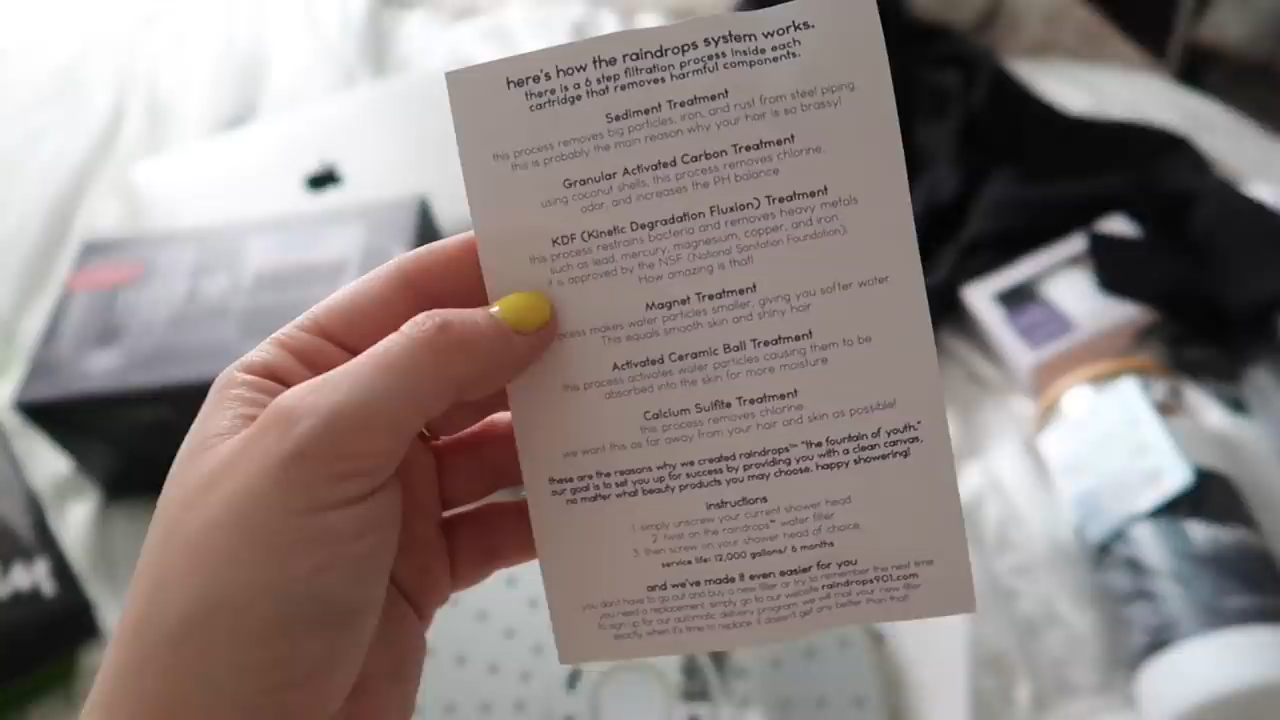 here's how the raindrops system works.
there is a 6 step filtration process inside each
cartridge that removes harmful components.
Sediment Treatment
this process removes big particles, iron, and rust from steel piping.
this is probably the main reason why your hair is so brassy!
Granular Activated Carbon Treatment
using coconut shells, this process removes chlorine,
odor, and increases the PH balance
KDF (Kinetic Degradation Fluxion) Treatment
this process restrains bacteria and removes heavy metals
such as lead, mercury, magnesium, copper, and iron.
it is approved by the NSF (National Sanitation Foundation).
How amazing is that!
Magnet Treatment
makes water particles smaller, giving you softer water
This equals smooth skin and shiny hair
Activated Ceramic Ball Treatment
this process activates water particles causing them to be
absorbed into the skin for more moisture
Calcium Sulfite Treatment
this process removes chlorine
we want this as far away from your hair and skin as possible!
these are the reasons why we created raindrops™ "the fountain of youth."
our goal is to set you up for success by providing you with a clean canvas,
no matter what beauty products you may choose. happy showering!
instructions
1. simply unscrew your current shower head
2. twist on the raindrops™ water filter
3. then screw on your shower head of choice
service life: 12,000 gallons/ 6 months
and we've made it even easier for you
you don't have to go out and buy a new filter or try to remember the next time
you need a replacement. simply go to our website raindrops901.com
to sign up for our automatic delivery program. we will mail your new filter
exactly when it's time to replace. it doesn't get any better than that!